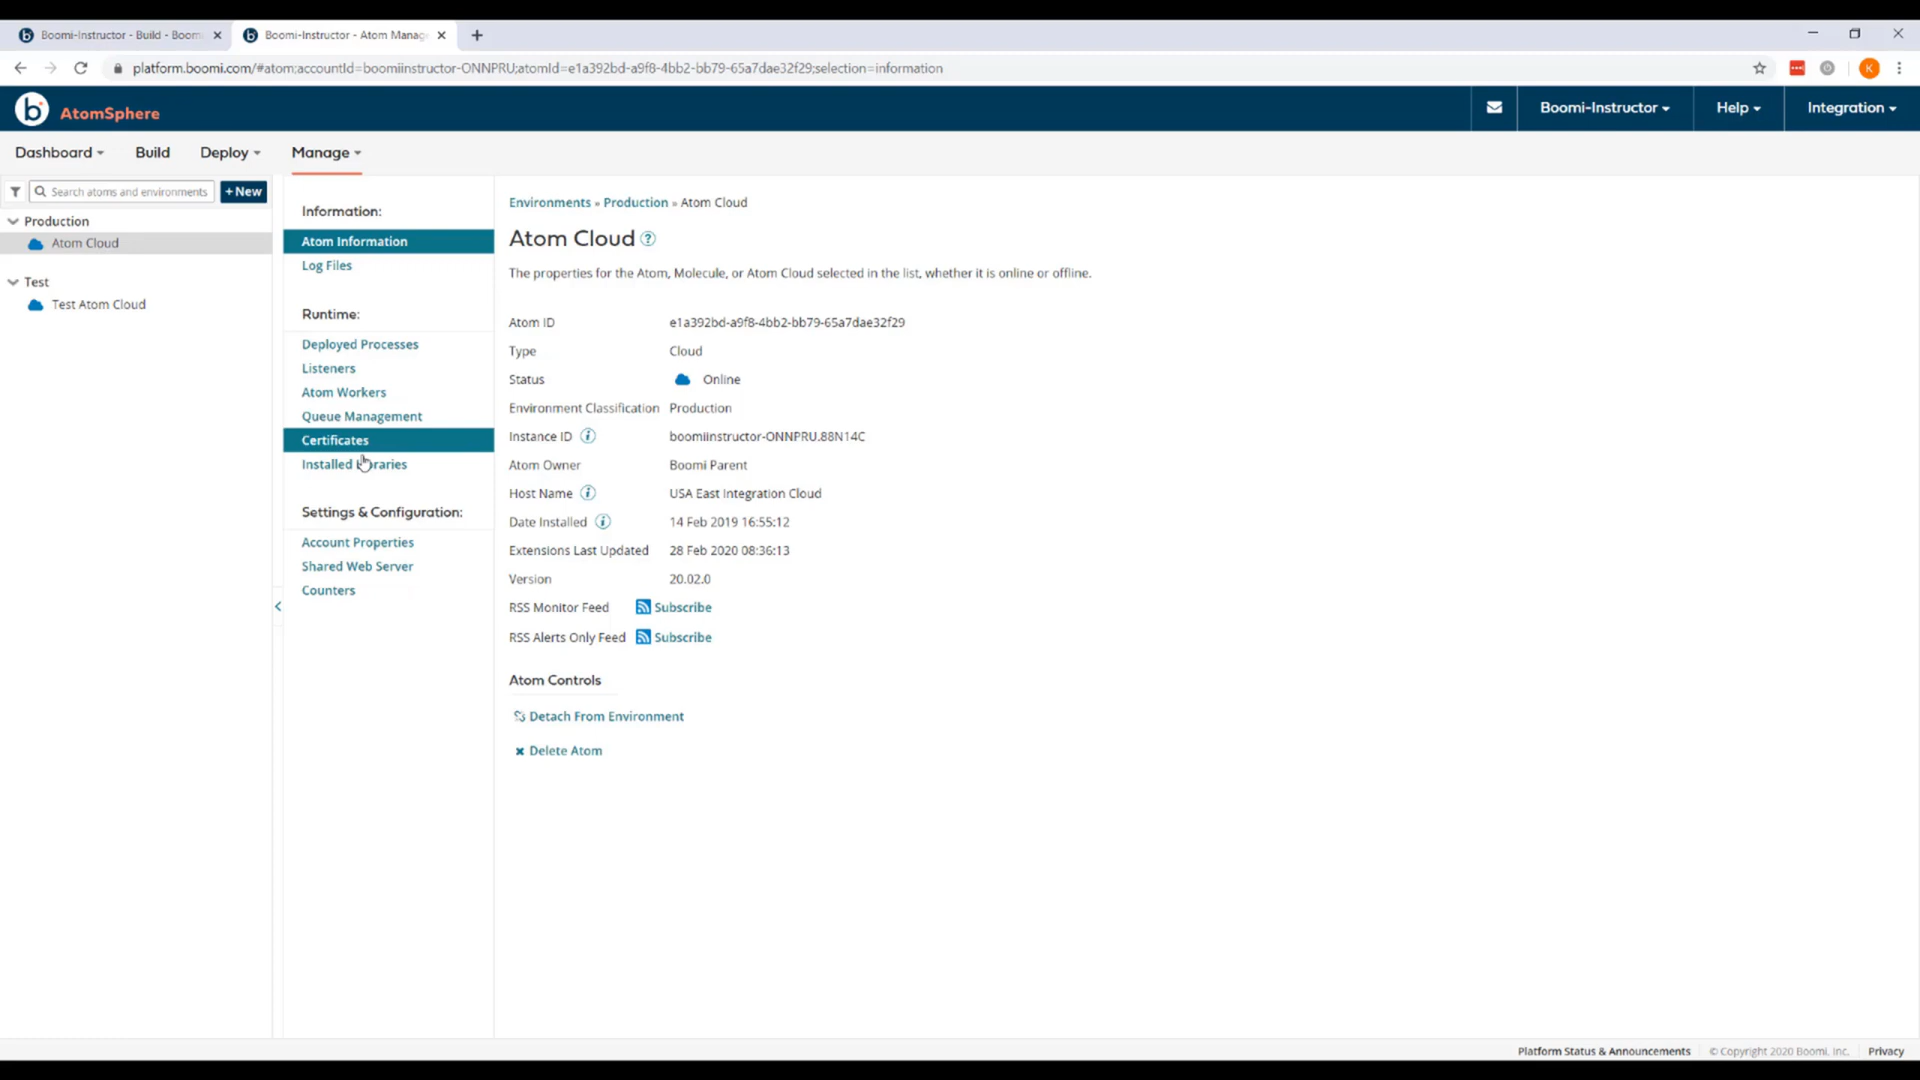 Boomi-Instructor - Build - Boom
Boomi-Instructor - Atom Manag
platform.boomi.com/#atom;accountId=boomiinstructor-ONNPRU;atomId=e1a392bd-a9f8-4bb2-bb79-65a7dae32f29;selection=information
K
b AtomSphere
Boomi-Instructor
Help
Integration
Dashboard
Build
Deploy
Manage
Search atoms and environments
+ New
Production
Atom Cloud
Test
Test Atom Cloud
Information:
Atom Information
Log Files
Runtime:
Deployed Processes
Listeners
Atom Workers
Queue Management
Certificates
Installed Libraries
Settings & Configuration:
Account Properties
Shared Web Server
Counters
Environments » Production » Atom Cloud
Atom Cloud ?
The properties for the Atom, Molecule, or Atom Cloud selected in the list, whether it is online or offline.
Atom ID e1a392bd-a9f8-4bb2-bb79-65a7dae32f29
Type Cloud
Status Online
Environment Classification Production
Instance ID i boomiinstructor-ONNPRU.88N14C
Atom Owner Boomi Parent
Host Name i USA East Integration Cloud
Date Installed i 14 Feb 2019 16:55:12
Extensions Last Updated 28 Feb 2020 08:36:13
Version 20.02.0
RSS Monitor Feed Subscribe
RSS Alerts Only Feed Subscribe
Atom Controls
Detach From Environment
Delete Atom
Platform Status & Announcements
© Copyright 2020 Boomi, Inc.
Privacy